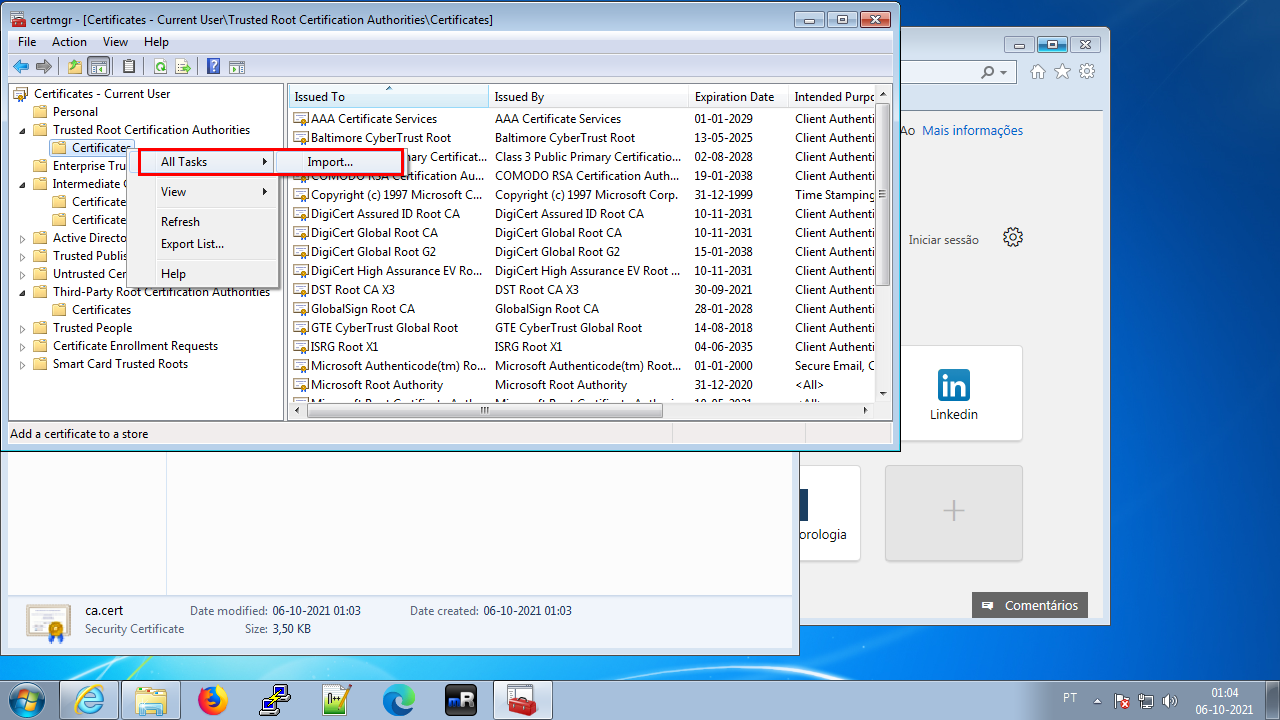 certmgr - [Certificates - Current User\Trusted Root Certification Authorities\Certificates]
File Action View Help
Certificates - Current User
Personal
Trusted Root Certification Authorities
Certificates
Enterprise Tru
Intermediate C
Certificate
Certificate
Active Directo
Trusted Publis
Untrusted Cer
Third-Party Root Certification Authorities
Certificates
Trusted People
Certificate Enrollment Requests
Smart Card Trusted Roots
All Tasks
Import...
View
Refresh
Export List...
Help
Issued To Issued By Expiration Date Intended Purpo
AAA Certificate Services AAA Certificate Services 01-01-2029 Client Authenti
Baltimore CyberTrust Root Baltimore CyberTrust Root 13-05-2025 Client Authenti
ary Certificat... Class 3 Public Primary Certificatio... 02-08-2028 Client Authenti
COMODO RSA Certification Au... COMODO RSA Certification Auth... 19-01-2038 Client Authenti
Copyright (c) 1997 Microsoft C... Copyright (c) 1997 Microsoft Corp. 31-12-1999 Time Stamping
DigiCert Assured ID Root CA DigiCert Assured ID Root CA 10-11-2031 Client Authenti
DigiCert Global Root CA DigiCert Global Root CA 10-11-2031 Client Authenti
DigiCert Global Root G2 DigiCert Global Root G2 15-01-2038 Client Authenti
DigiCert High Assurance EV Ro... DigiCert High Assurance EV Root ... 10-11-2031 Client Authenti
DST Root CA X3 DST Root CA X3 30-09-2021 Client Authenti
GlobalSign Root CA GlobalSign Root CA 28-01-2028 Client Authenti
GTE CyberTrust Global Root GTE CyberTrust Global Root 14-08-2018 Client Authenti
ISRG Root X1 ISRG Root X1 04-06-2035 Client Authenti
Microsoft Authenticode(tm) Ro... Microsoft Authenticode(tm) Root... 01-01-2000 Secure Email, C
Microsoft Root Authority Microsoft Root Authority 31-12-2020 <All>
Add a certificate to a store
Ao Mais informações
Iniciar sessão
in
Linkedin
orologia
Comentários
ca.cert Date modified: 06-10-2021 01:03 Date created: 06-10-2021 01:03
Security Certificate Size: 3,50 KB
mR
PT
01:04
06-10-2021